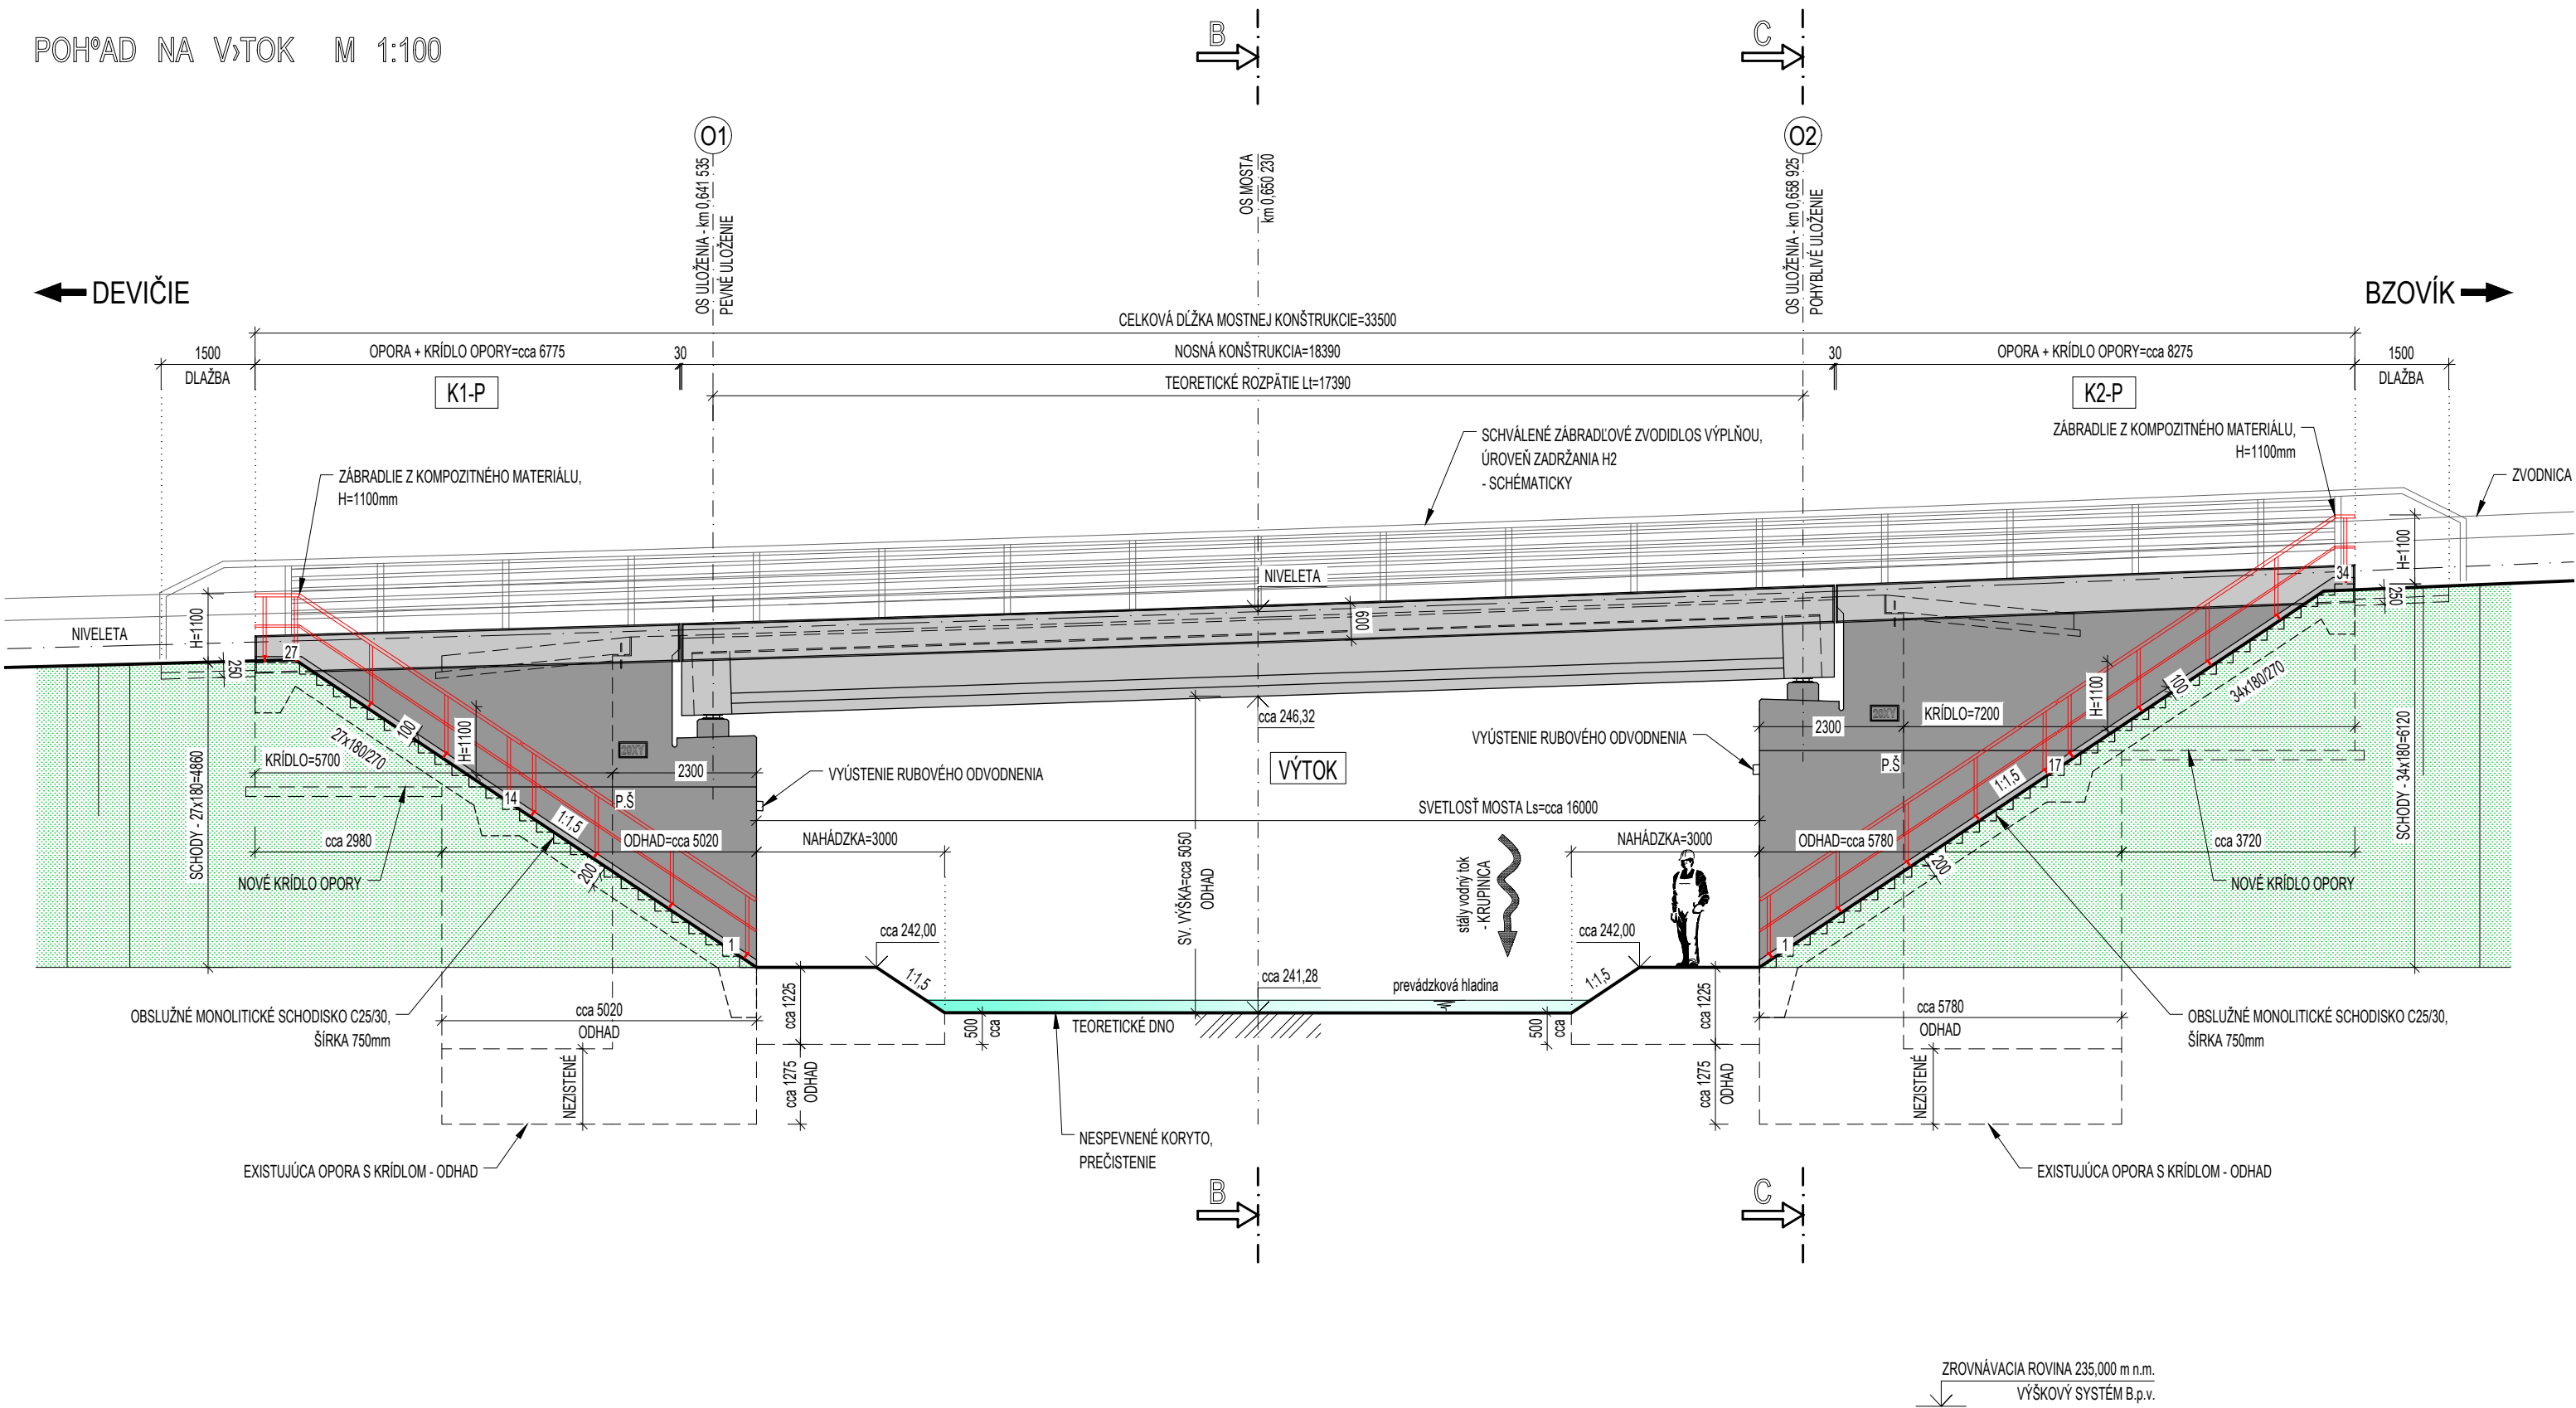 POHºAD NA V›TOK M 1:100
B
C
O1
O2
OS ULOŽENIA - km 0,641 535
PEVNÉ ULOŽENIE
OS MOSTA
km 0,650 230
OS ULOŽENIA - km 0,658 925
POHYBLIVÉ ULOŽENIE
DEVIČIE
BZOVÍK
CELKOVÁ DĹŽKA MOSTNEJ KONŠTRUKCIE=33500
1500
DLAŽBA
OPORA + KRÍDLO OPORY=cca 6775
30
NOSNÁ KONŠTRUKCIA=18390
30
OPORA + KRÍDLO OPORY=cca 8275
1500
DLAŽBA
K1-P
TEORETICKÉ ROZPÄTIE Lt=17390
K2-P
SCHVÁLENÉ ZÁBRADĽOVÉ ZVODIDLOS VÝPLŇOU,
ÚROVEŇ ZADRŽANIA H2
- SCHÉMATICKY
ZÁBRADLIE Z KOMPOZITNÉHO MATERIÁLU,
H=1100mm
ZÁBRADLIE Z KOMPOZITNÉHO MATERIÁLU,
H=1100mm
ZVODNICA
NIVELETA
NIVELETA
H=1100
H=1100
250
250
27
34
600
cca 246,32
VÝTOK
20XY
20XY
27x180/270
34x180/270
100
100
H=1100
H=1100
KRÍDLO=5700
2300
2300
KRÍDLO=7200
P.Š
P.Š
14
17
1:1,5
1:1,5
VYÚSTENIE RUBOVÉHO ODVODNENIA
VYÚSTENIE RUBOVÉHO ODVODNENIA
SVETLOSŤ MOSTA Ls=cca 16000
SCHODY - 27x180=4860
SCHODY - 34x180=6120
cca 2980
ODHAD=cca 5020
NAHÁDZKA=3000
NAHÁDZKA=3000
ODHAD=cca 5780
cca 3720
NOVÉ KRÍDLO OPORY
NOVÉ KRÍDLO OPORY
200
200
SV. VÝŠKA=cca 5050
ODHAD
stály vodný tok
- KRUPINICA
1
1
cca 242,00
cca 242,00
1:1,5
1:1,5
cca 241,28
prevádzková hladina
TEORETICKÉ DNO
500
cca
500
cca
cca 1225
cca 1225
cca 1275
ODHAD
cca 1275
ODHAD
cca 5020
ODHAD
cca 5780
ODHAD
NEZISTENÉ
NEZISTENÉ
OBSLUŽNÉ MONOLITICKÉ SCHODISKO C25/30,
ŠÍRKA 750mm
OBSLUŽNÉ MONOLITICKÉ SCHODISKO C25/30,
ŠÍRKA 750mm
NESPEVNENÉ KORYTO,
PREČISTENIE
EXISTUJÚCA OPORA S KRÍDLOM - ODHAD
EXISTUJÚCA OPORA S KRÍDLOM - ODHAD
B
C
ZROVNÁVACIA ROVINA 235,000 m n.m.
VÝŠKOVÝ SYSTÉM B.p.v.